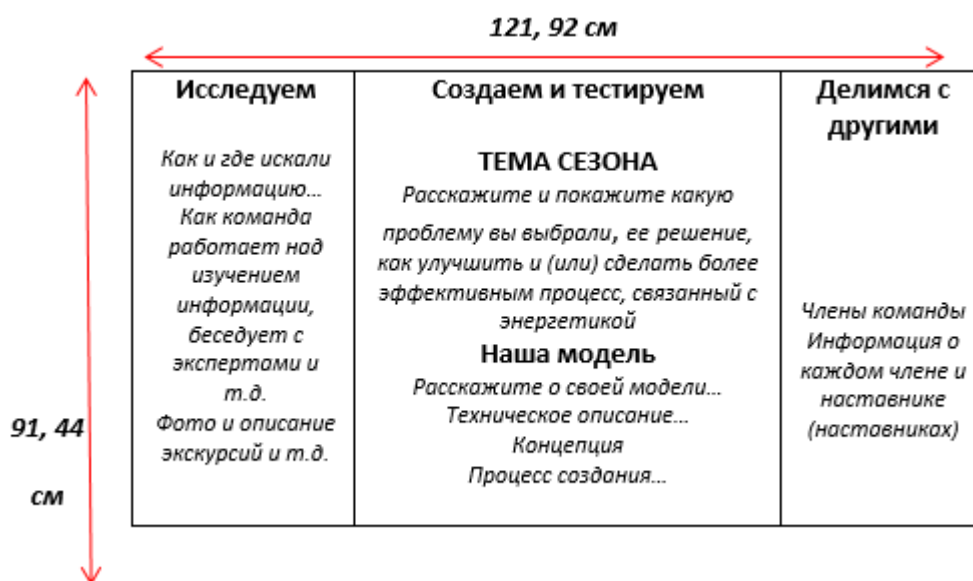 121, 92 см
Исследуем
Как и где искали
информацию...
Как команда
работает над
изучением
информации,
беседует с
экспертами и
т.д.
Фото и описание
экскурсий и т.д.
Создаем и тестируем
ТЕМА СЕЗОНА
Расскажите и покажите какую
проблему вы выбрали, ее решение,
как улучшить и (или) сделать более
эффективным процесс, связанный с
энергетикой
Наша модель
Расскажите о своей модели...
Техническое описание...
Концепция
Процесс создания...
Делимся с
другими
Члены команды
Информация о
каждом члене и
наставнике
(наставниках)
91, 44
см